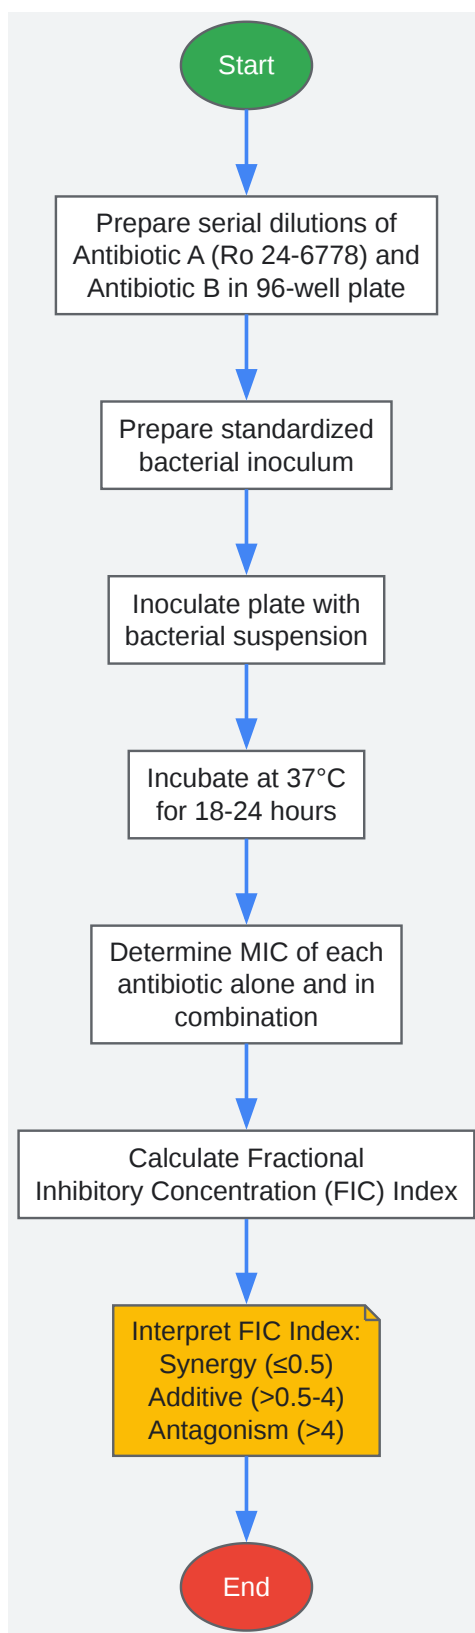 Start
Prepare serial dilutions of
Antibiotic A (Ro 24-6778) and
Antibiotic B in 96-well plate
Prepare standardized
bacterial inoculum
Inoculate plate with
bacterial suspension
Incubate at 37°C
for 18-24 hours
Determine MIC of each
antibiotic alone and in
combination
Calculate Fractional
Inhibitory Concentration (FIC) Index
Interpret FIC Index:
Synergy (≤0.5)
Additive (>0.5-4)
Antagonism (>4)
End